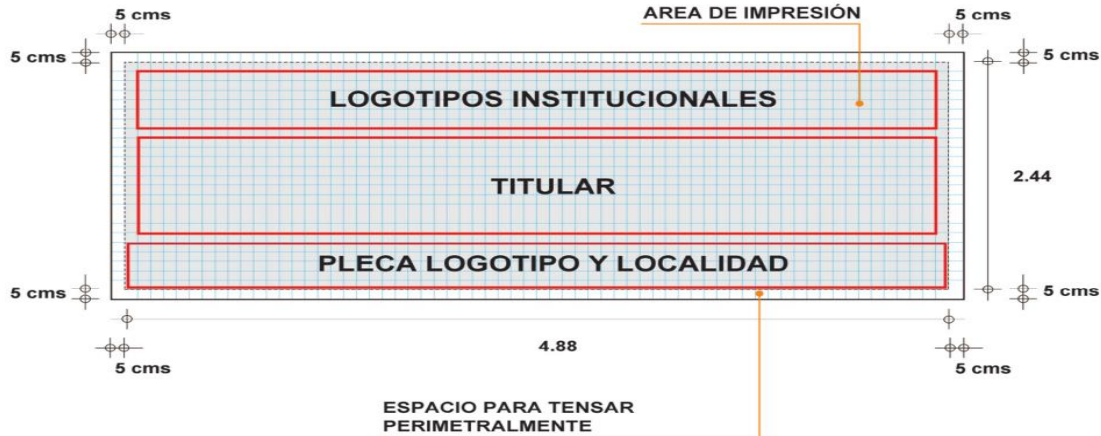 5 cms
AREA DE IMPRESIÓN
5 cms
5 cms
5 cms
LOGOTIPOS INSTITUCIONALES
TITULAR
2.44
PLECA LOGOTIPO Y LOCALIDAD
5 cms
5 cms
4.88
5 cms
5 cms
ESPACIO PARA TENSAR
PERIMETRALMENTE